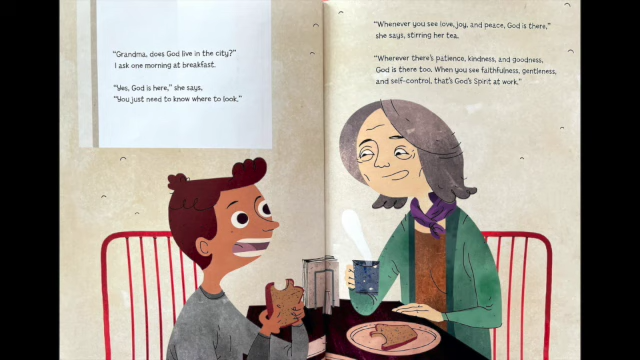 "Grandma, does God live in the city?"
I ask one morning at breakfast.
"Yes, God is here," she says,
"You just need to know where to look."
"Whenever you see love, joy, and peace, God is there,"
she says, stirring her tea.
"Wherever there's patience, kindness, and goodness,
God is there too. When you see faithfulness, gentleness,
and self-control, that's God's Spirit at work."